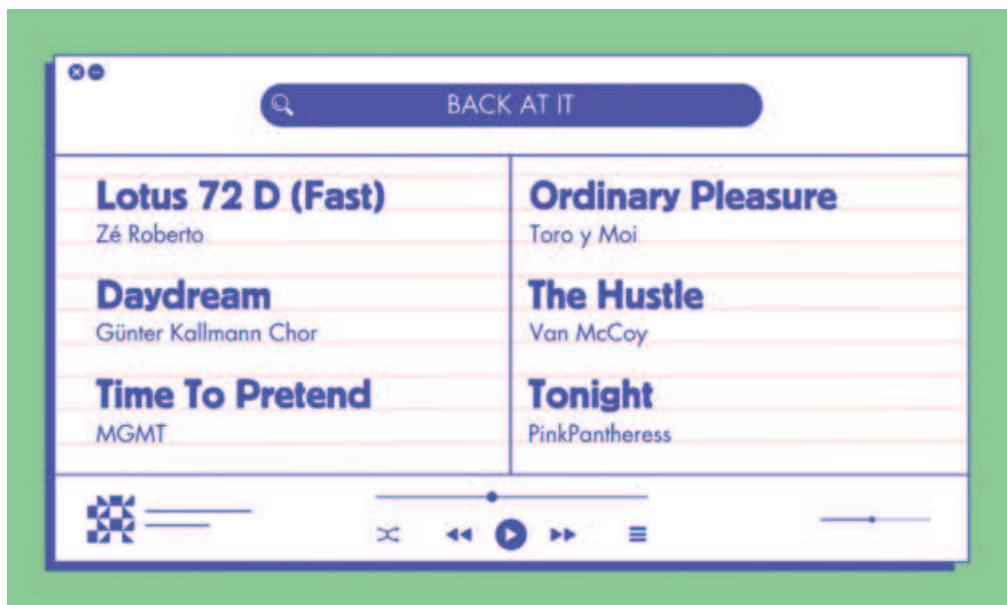 BACK AT IT
Lotus 72 D (Fast)
Zé Roberto
Daydream
Günter Kallmann Chor
Time To Pretend
MGMT
Ordinary Pleasure
Toro y Moi
The Hustle
Van McCoy
Tonight
PinkPantheress